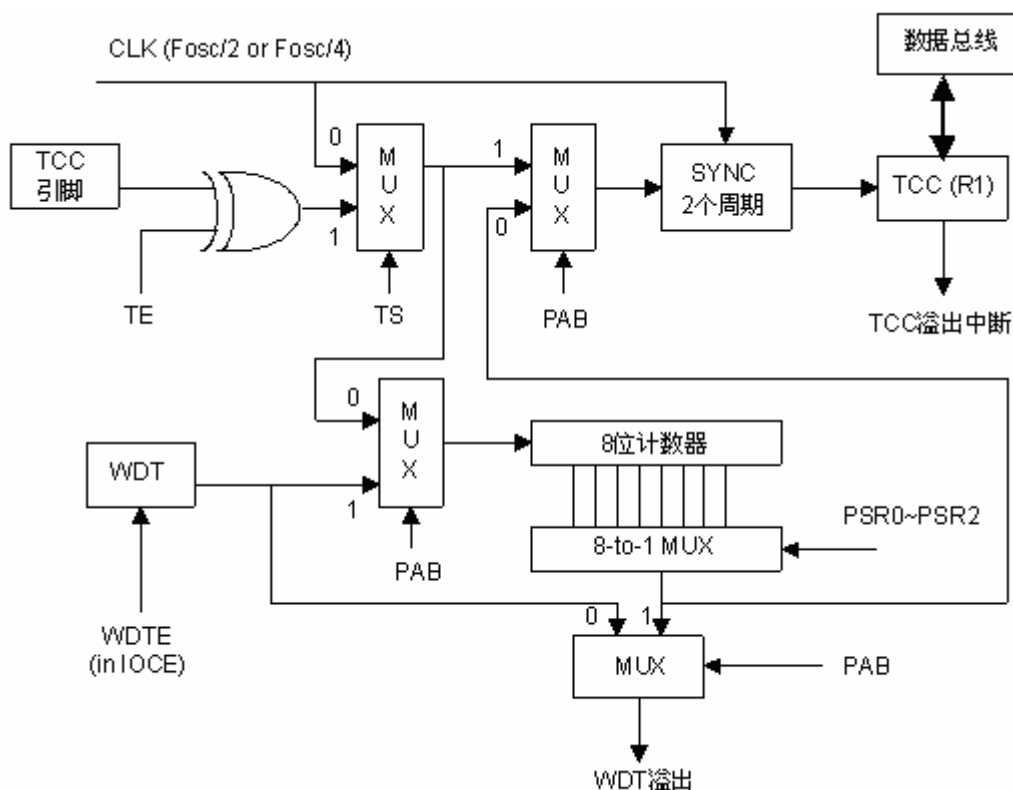 CLK (Fosc/2 or Fosc/4)
数据总线
TCC
引脚
0
1
M
U
X
1
0
M
U
X
SYNC
2个周期
TCC (R1)
TE
TS
PAB
TCC溢出中断
0
1
M
U
X
8位计数器
WDT
PSR0~PSR2
8-to-1 MUX
PAB
WDTE
(in IOCE)
0
1
MUX
PAB
WDT溢出